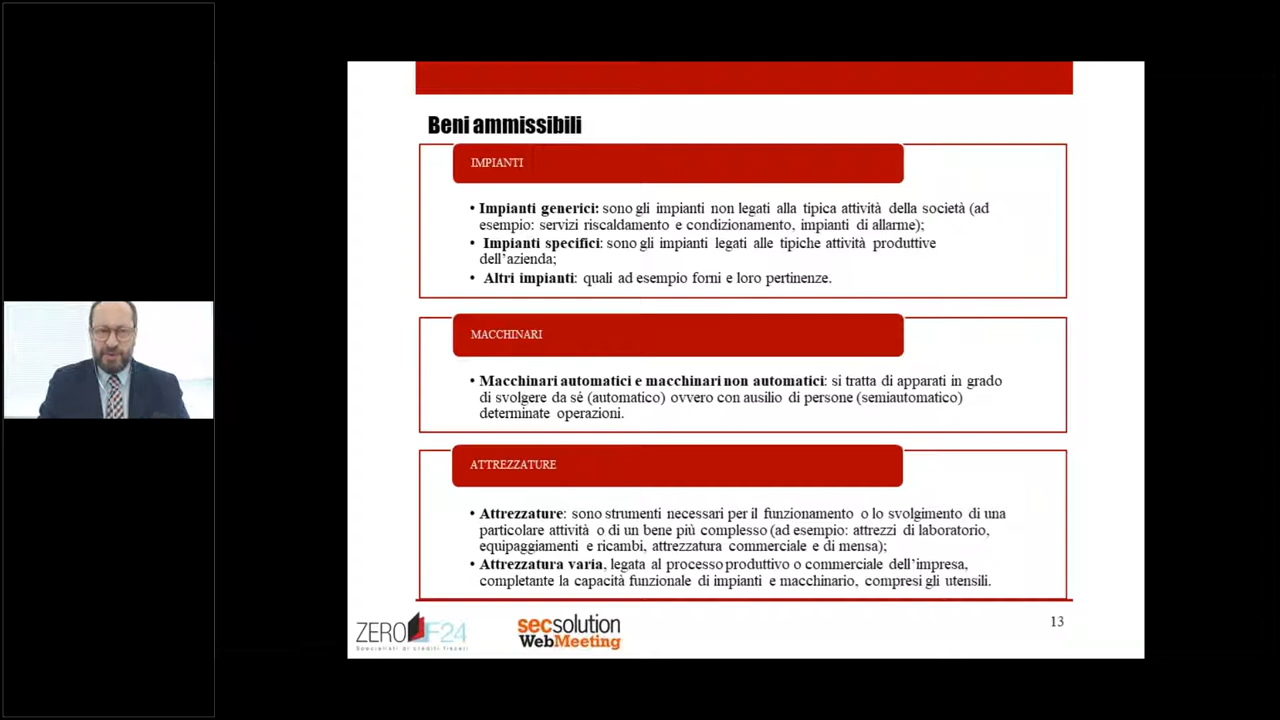 Beni ammissibili
IMPIANTI
• Impianti generici: sono gli impianti non legati alla tipica attività della società (ad
esempio: servizi riscaldamento e condizionamento, impianti di allarme);
• Impianti specifici: sono gli impianti legati alle tipiche attività produttive
dell’azienda;
• Altri impianti: quali ad esempio forni e loro pertinenze.
MACCHINARI
• Macchinari automatici e macchinari non automatici: si tratta di apparati in grado
di svolgere da sé (automatico) ovvero con ausilio di persone (semiautomatico)
determinate operazioni.
ATTREZZATURE
• Attrezzature: sono strumenti necessari per il funzionamento o lo svolgimento di una
particolare attività o di un bene più complesso (ad esempio: attrezzi di laboratorio,
equipaggiamenti e ricambi, attrezzatura commerciale e di mensa);
• Attrezzatura varia, legata al processo produttivo o commerciale dell’impresa,
completante la capacità funzionale di impianti e macchinario, compresi gli utensili.
ZERO F24
Specialisti di crediti fiscali
secsolution
WebMeeting
13